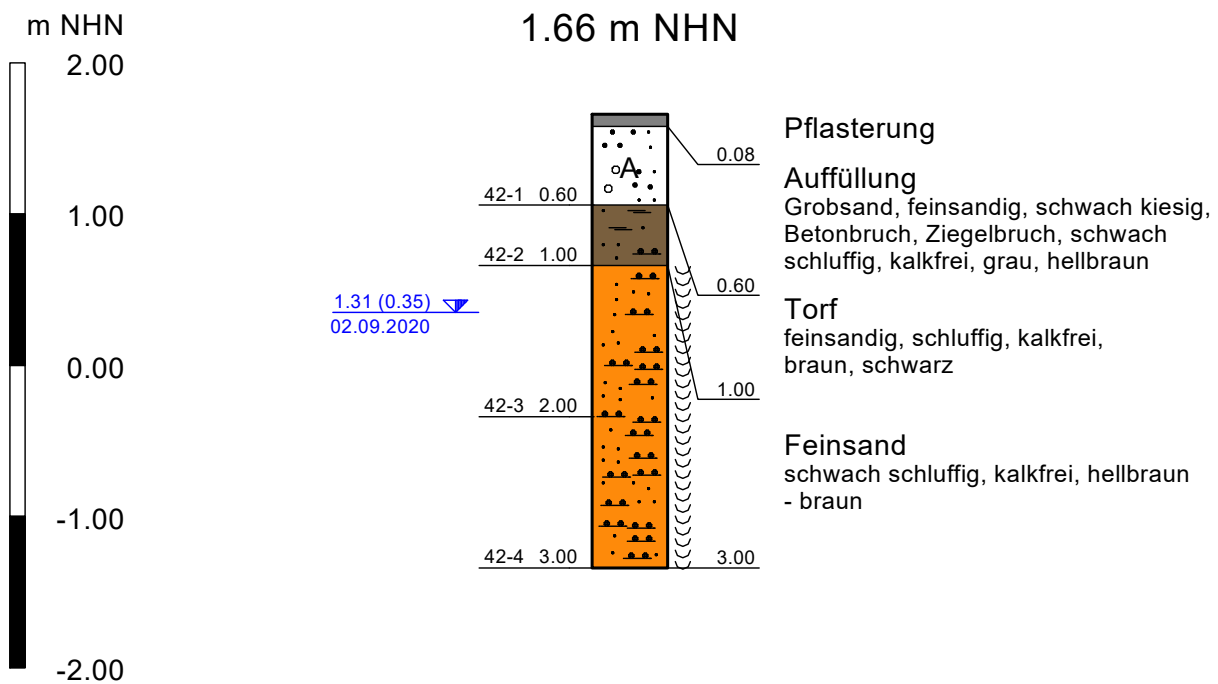 m NHN
1.66 m NHN
2.00
1.00
0.00
-1.00
-2.00
1.31 (0.35)
02.09.2020
42-1 0.60
42-2 1.00
42-3 2.00
42-4 3.00
A
0.08
0.60
1.00
3.00
Pflasterung
Auffüllung
Grobsand, feinsandig, schwach kiesig,
Betonbruch, Ziegelbruch, schwach
schluffig, kalkfrei, grau, hellbraun
Torf
feinsandig, schluffig, kalkfrei,
braun, schwarz
Feinsand
schwach schluffig, kalkfrei, hellbraun
- braun